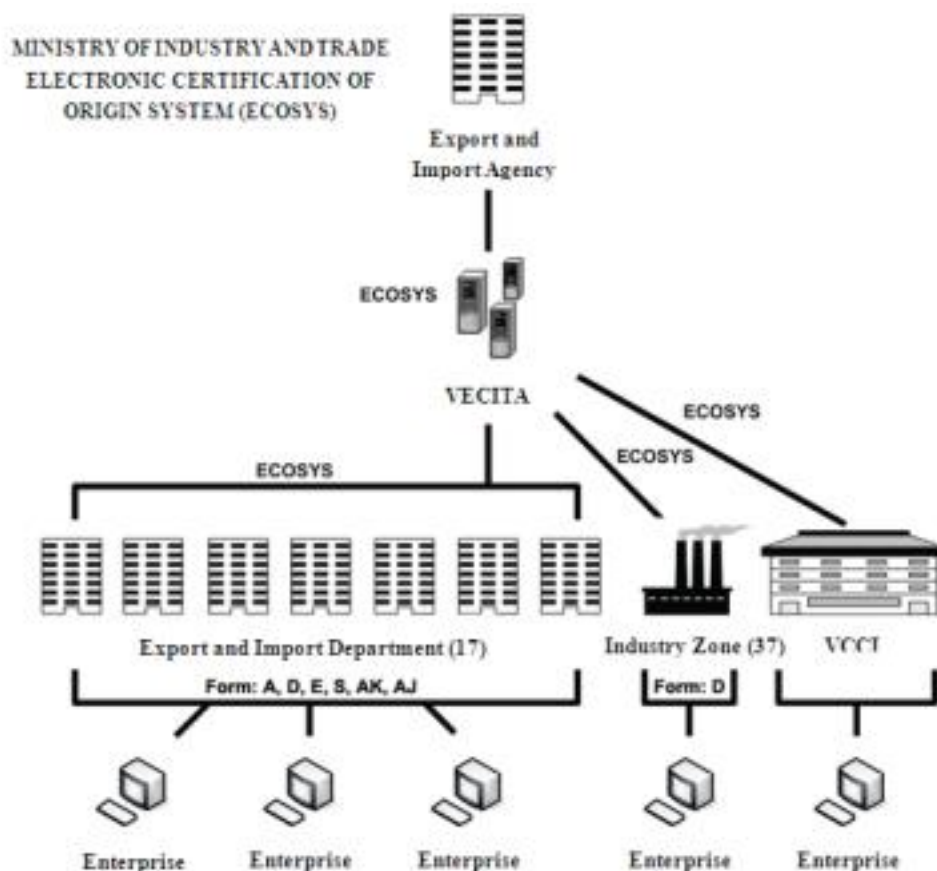 MINISTRY OF INDUSTRY AND TRADE
ELECTRONIC CERTIFICATION OF
ORIGIN SYSTEM (ECOSYS)
Export and
Import Agency
ECOSYS
VECITA
ECOSYS
ECOSYS
ECOSYS
Export and Import Department (17)
Industry Zone (37)
VCCI
Form: A, D, E, S, AK, AJ
Form: D
Enterprise
Enterprise
Enterprise
Enterprise
Enterprise